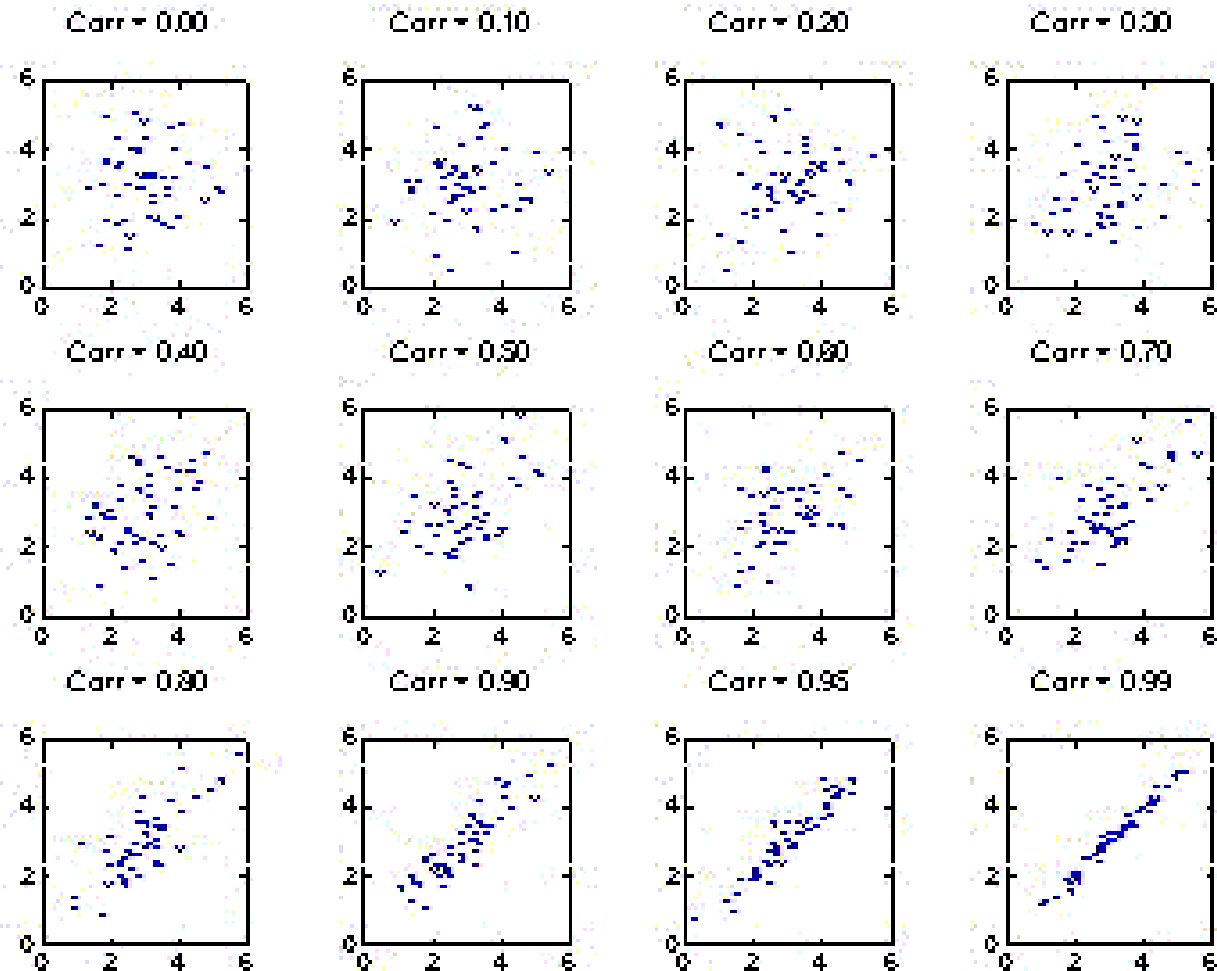 Corr = 0.00 Corr = 0.10 Corr = 0.20 Corr = 0.30
6 6 6 6
4 4 4 4
2 2 2 2
0 0 0 0
0 2 4 6 0 2 4 6 0 2 4 6 0 2 4 6
Corr = 0.40 Corr = 0.50 Corr = 0.60 Corr = 0.70
6 6 6 6
4 4 4 4
2 2 2 2
0 0 0 0
0 2 4 6 0 2 4 6 0 2 4 6 0 2 4 6
Corr = 0.80 Corr = 0.90 Corr = 0.95 Corr = 0.99
6 6 6 6
4 4 4 4
2 2 2 2
0 0 0 0
0 2 4 6 0 2 4 6 0 2 4 6 0 2 4 6